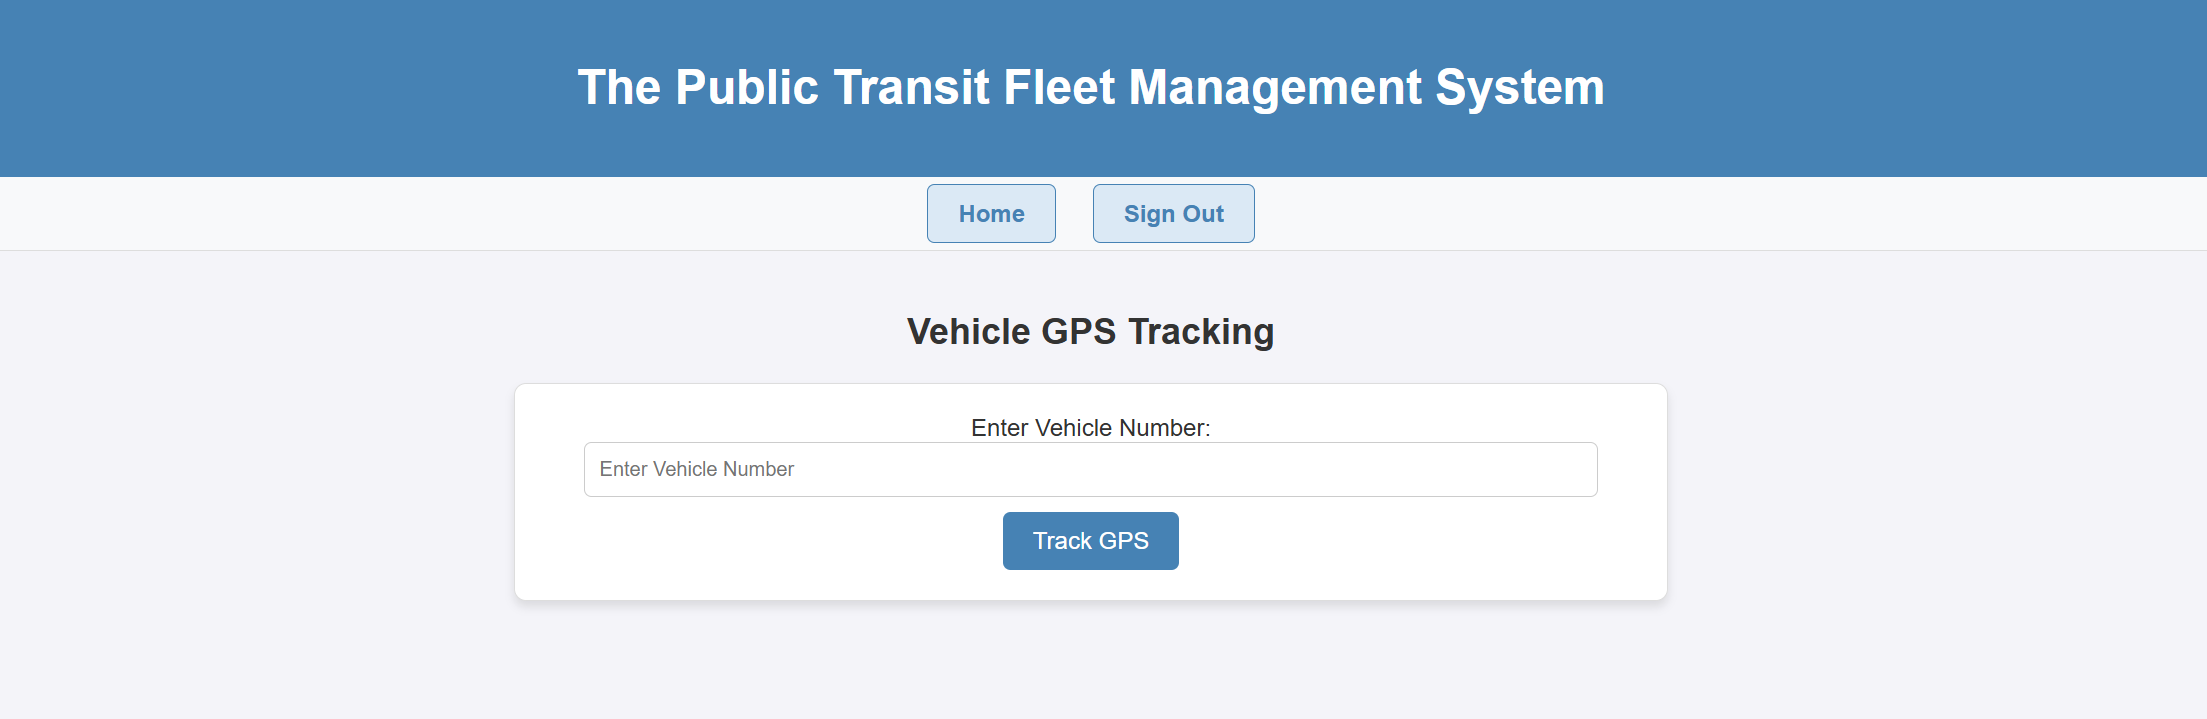 The Public Transit Fleet Management System
Home
Sign Out
Vehicle GPS Tracking
Enter Vehicle Number:
Enter Vehicle Number
Track GPS